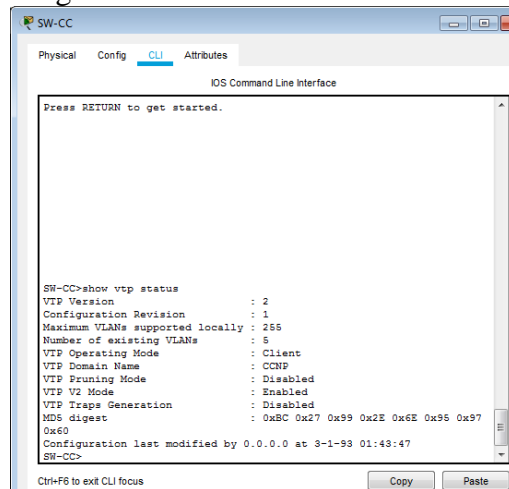 SW-CC
Physical Config CLI Attributes
IOS Command Line Interface
Press RETURN to get started.
SW-CC>show vtp status
VTP Version : 2
Configuration Revision : 1
Maximum VLANs supported locally : 255
Number of existing VLANs : 5
VTP Operating Mode : Client
VTP Domain Name : CCNP
VTP Pruning Mode : Disabled
VTP V2 Mode : Enabled
VTP Traps Generation : Disabled
MD5 digest : 0xBC 0x27 0x99 0x2E 0x6E 0x95 0x97
0x60
Configuration last modified by 0.0.0.0 at 3-1-93 01:43:47
SW-CC>
Ctrl+F6 to exit CLI focus
Copy Paste